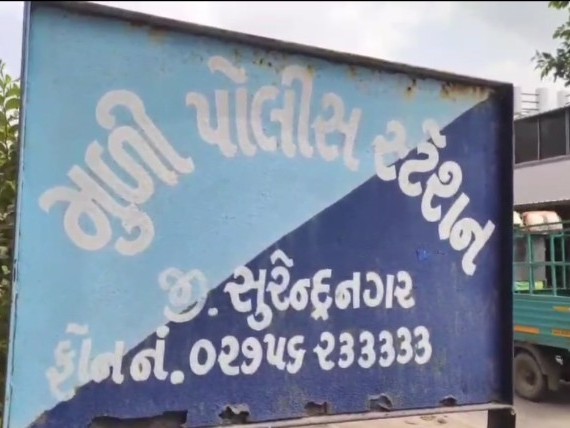 મુળી પોલીસ સ્ટેશન
જી. સુરેન્દ્રનગર
ફોન નં. ૦૨૭૫૬ ૨૩૩૩૩૩